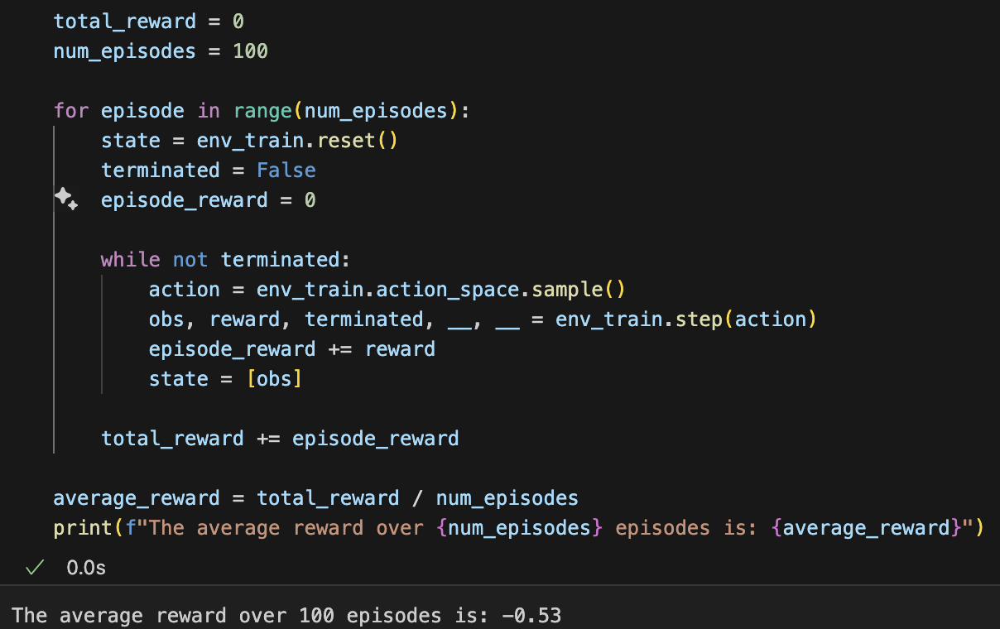 total_reward = 0
num_episodes = 100
for episode in range(num_episodes):
    state = env_train.reset()
    terminated = False
    episode_reward = 0
    while not terminated:
        action = env_train.action_space.sample()
        obs, reward, terminated, __, __ = env_train.step(action)
        episode_reward += reward
        state = [obs]
    total_reward += episode_reward
average_reward = total_reward / num_episodes
print(f"The average reward over {num_episodes} episodes is: {average_reward}")
0.0s
The average reward over 100 episodes is: -0.53